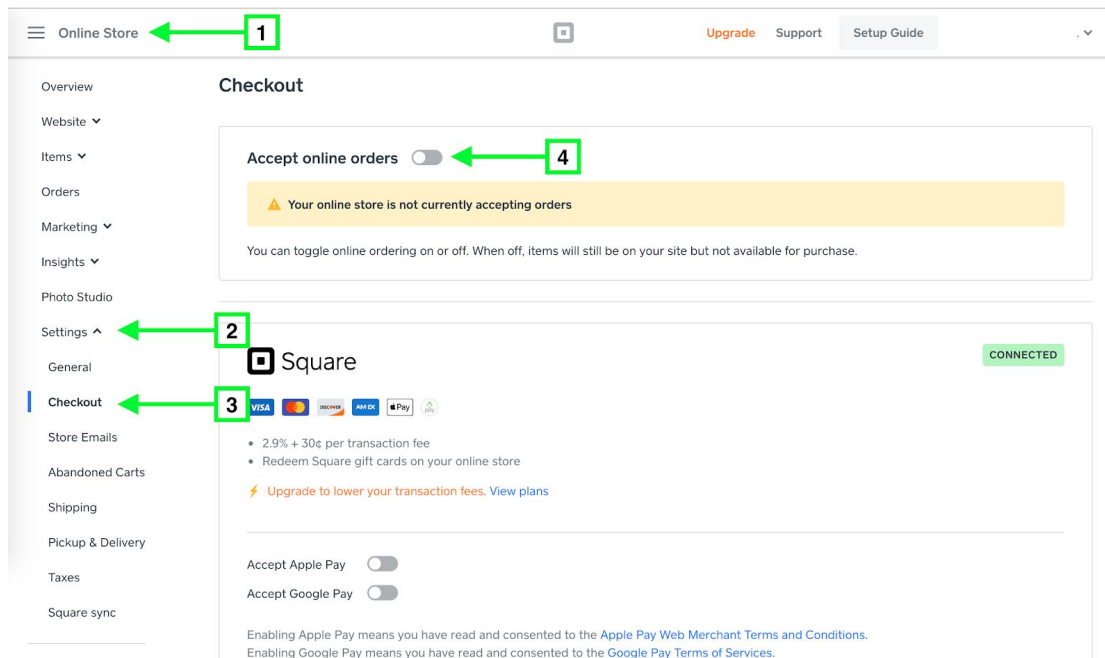 Online Store
1
Upgrade
Support
Setup Guide
Overview
Website
Items
Orders
Marketing
Insights
Photo Studio
Settings
2
General
Checkout
3
Store Emails
Abandoned Carts
Shipping
Pickup & Delivery
Taxes
Square sync
Checkout
Accept online orders
4
Your online store is not currently accepting orders
You can toggle online ordering on or off. When off, items will still be on your site but not available for purchase.
Square
CONNECTED
VISA
DISCOVER
AM EX
Pay
pay
• 2.9% + 30¢ per transaction fee
• Redeem Square gift cards on your online store
Upgrade to lower your transaction fees. View plans
Accept Apple Pay
Accept Google Pay
Enabling Apple Pay means you have read and consented to the Apple Pay Web Merchant Terms and Conditions.
Enabling Google Pay means you have read and consented to the Google Pay Terms of Services.